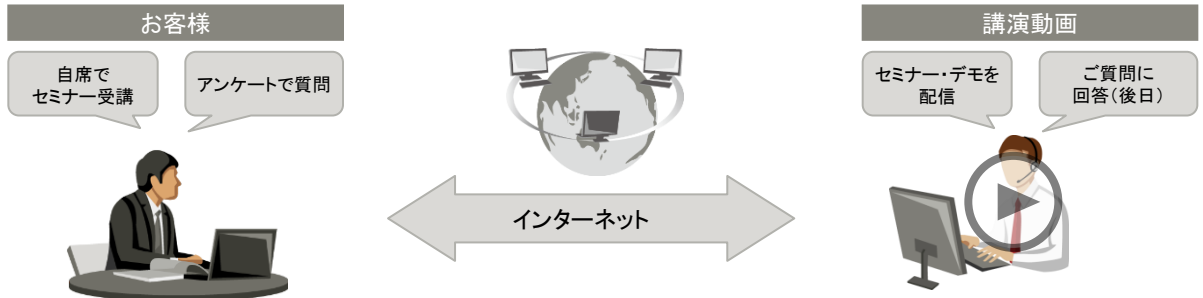 お客様
自席で
セミナー受講
アンケートで質問
インターネット
講演動画
セミナー・デモを
配信
ご質問に
回答(後日)